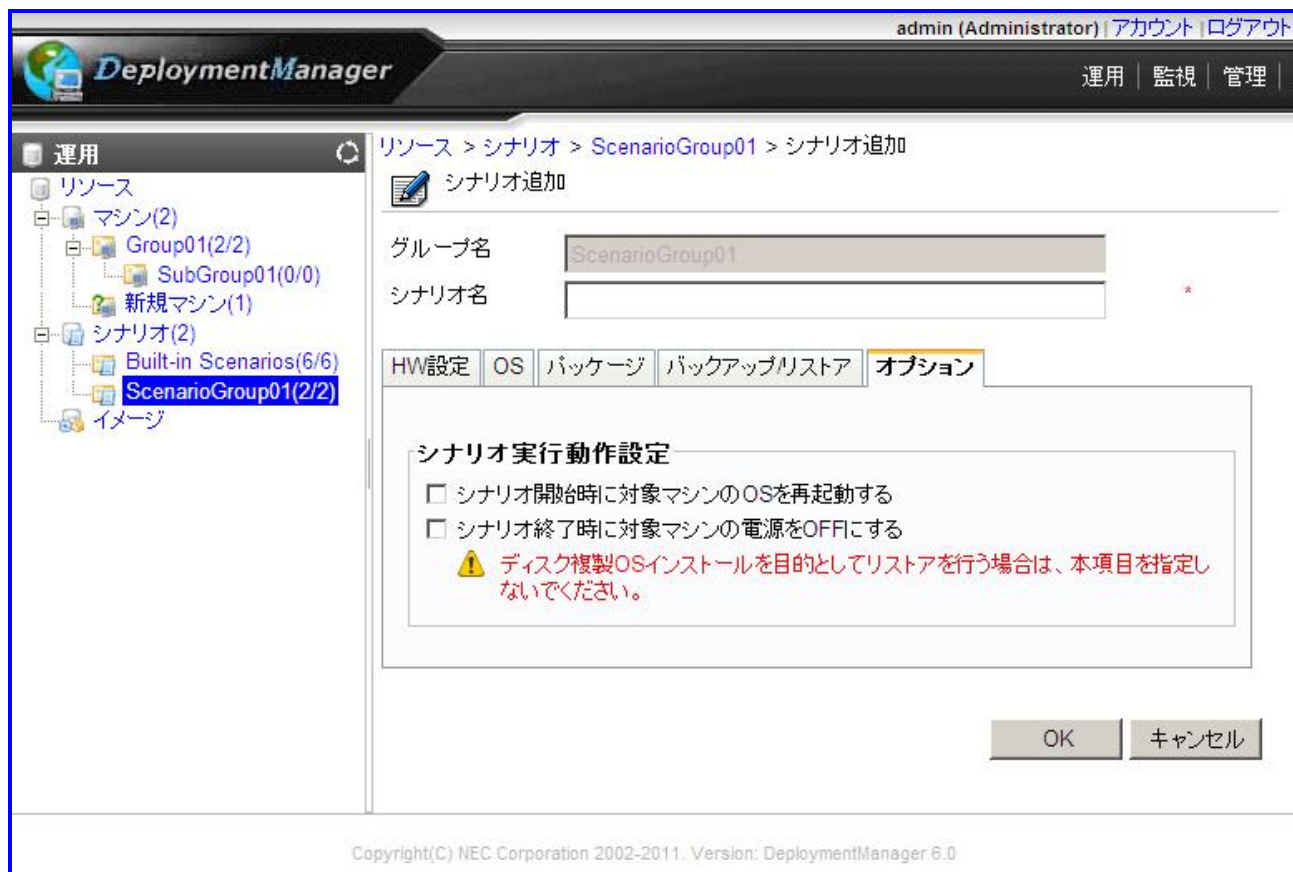 admin (Administrator) | アカウント | ログアウト
DeploymentManager
運用 | 監視 | 管理 |
運用
リソース
マシン(2)
Group01(2/2)
SubGroup01(0/0)
新規マシン(1)
シナリオ(2)
Built-in Scenarios(6/6)
ScenarioGroup01(2/2)
イメージ
リソース > シナリオ > ScenarioGroup01 > シナリオ追加
シナリオ追加
グループ名 ScenarioGroup01
シナリオ名 *
HW設定 OS パッケージ バックアップ/リストア オプション
シナリオ実行動作設定
シナリオ開始時に対象マシンのOSを再起動する
シナリオ終了時に対象マシンの電源をOFFにする
ディスク複製OSインストールを目的としてリストアを行う場合は、本項目を指定し
ないでください。
OK キャンセル
Copyright(C) NEC Corporation 2002-2011. Version: DeploymentManager 6.0